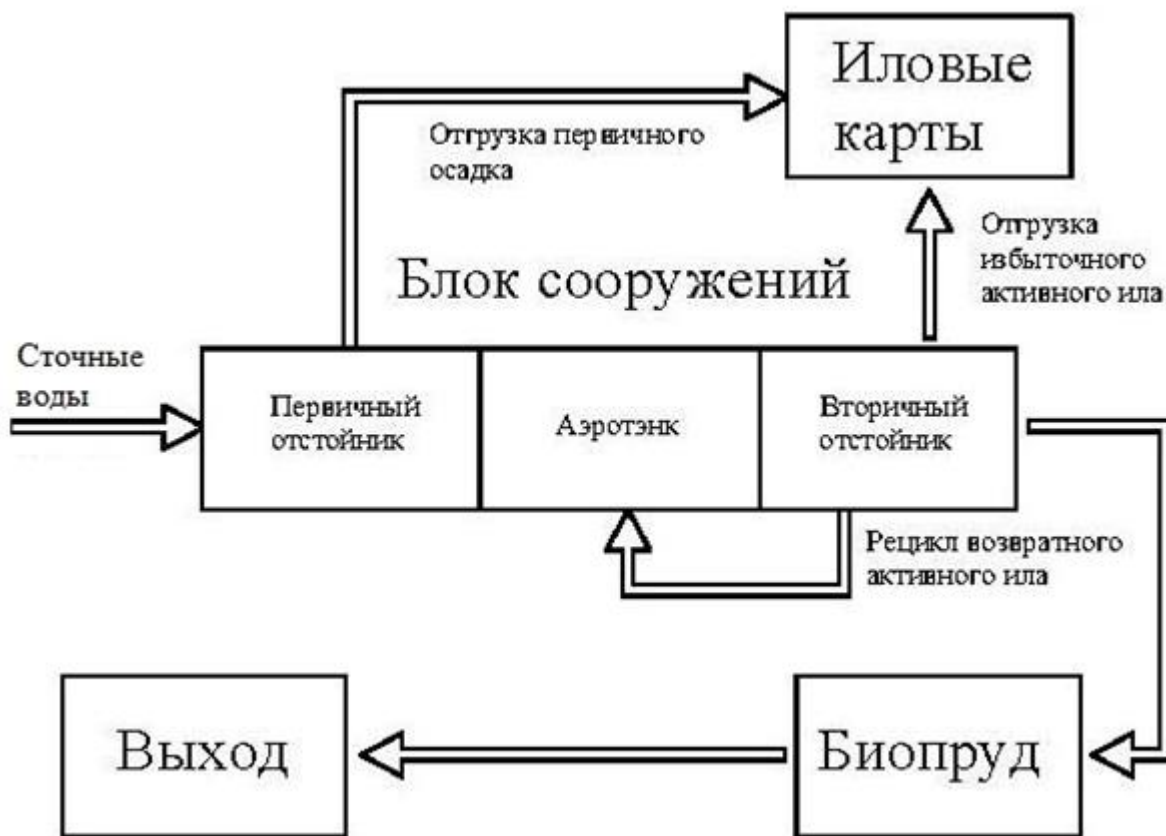 Иловые
карты
Отгрузка первичного
осадка
Отгрузка
избыточного
активного ила
Блок сооружений
Сточные
воды
Первичный
отстойник
Аэротэнк
Вторичный
отстойник
Рецикл возвратного
активного ила
Выход
Биопруд